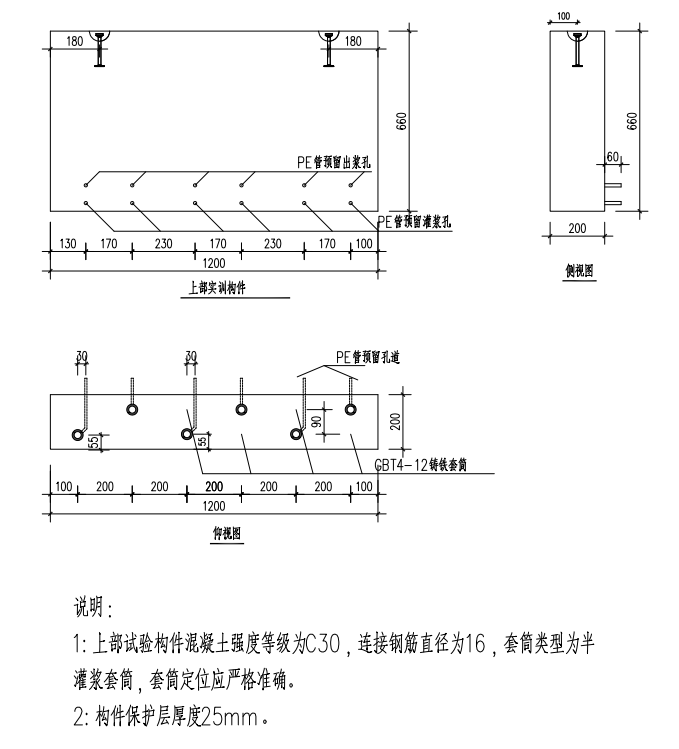 100
180
180
660
660
PE管预留出浆孔
60
PE管预留灌浆孔
200
130 170 230 170 230 170 100
1200
上部实训构件
侧视图
30
30
PE管预留孔道
90
200
55
55
GBT4-12铸铁套筒
100 200 200 200 200 200 100
1200
仰视图
说明：
1：上部试验构件混凝土强度等级为C30，连接钢筋直径为16，套筒类型为半
灌浆套筒，套筒定位应严格准确。
2：构件保护层厚度25mm。